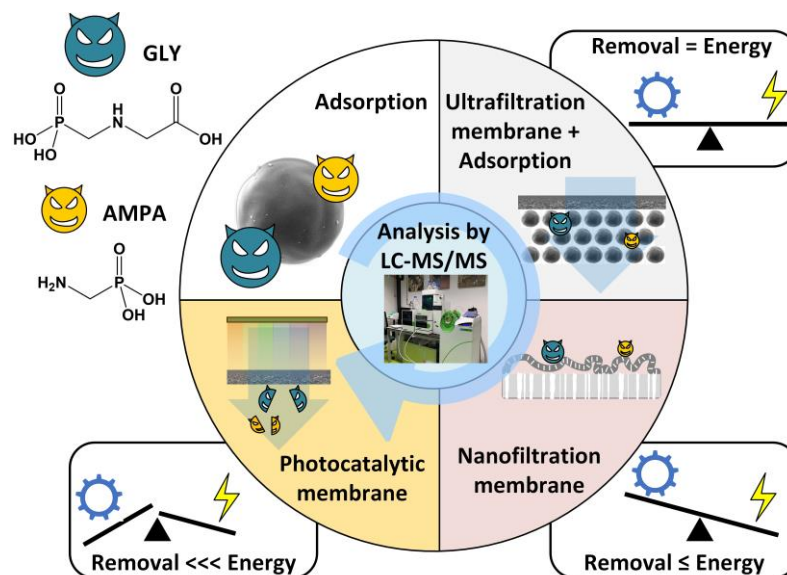 GLY
O
P
HO
HO
H
N
O
OH
AMPA
H₂N
O
P
OH
OH
Adsorption
Ultrafiltration
membrane +
Adsorption
Removal = Energy
Analysis by
LC-MS/MS
Photocatalytic
membrane
Nanofiltration
membrane
Removal <<< Energy
Removal ≤ Energy